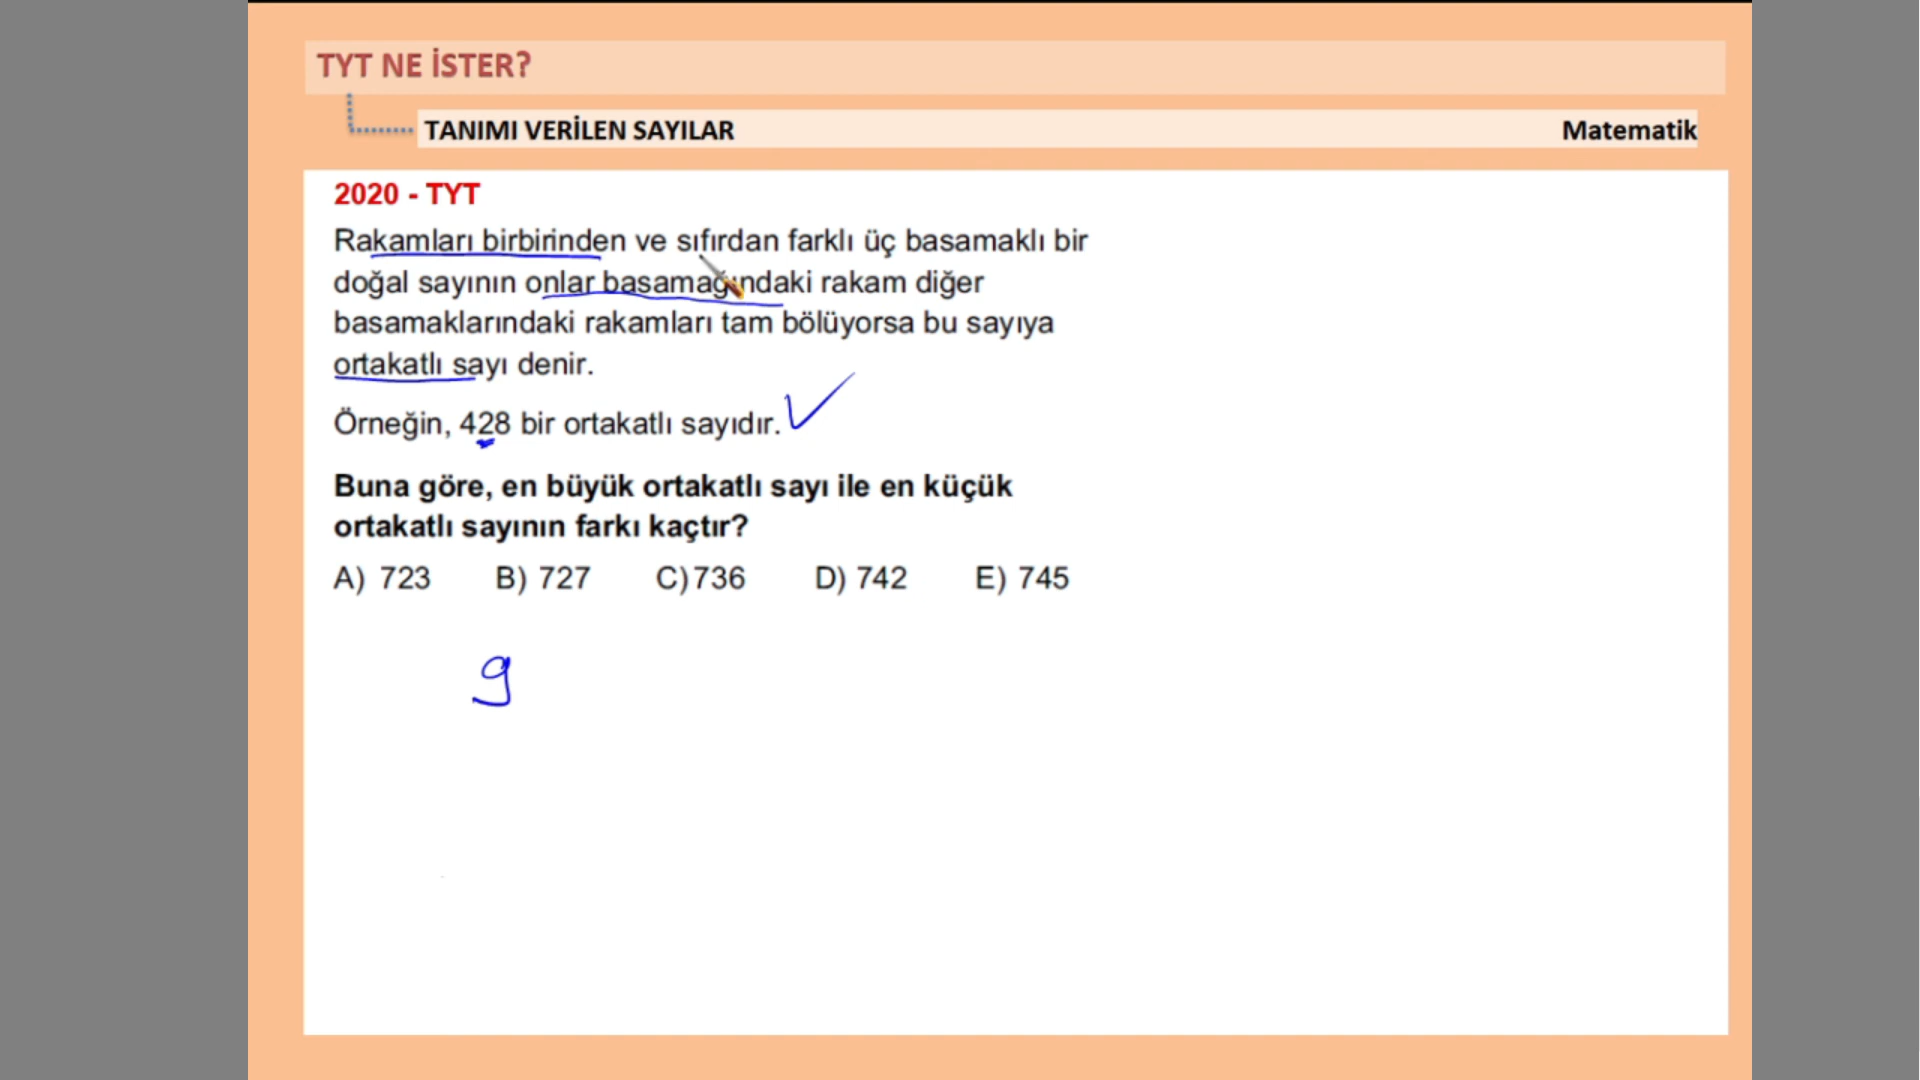 TYT NE İSTER?
TANIMI VERİLEN SAYILAR Matematik
2020 - TYT
Rakamları birbirinden ve sıfırdan farklı üç basamaklı bir
doğal sayının onlar basamağındaki rakam diğer
basamaklarındaki rakamları tam bölüyorsa bu sayıya
ortakatlı sayı denir.
Örneğin, 428 bir ortakatlı sayıdır.
Buna göre, en büyük ortakatlı sayı ile en küçük
ortakatlı sayının farkı kaçtır?
A) 723 B) 727 C)736 D) 742 E) 745
9